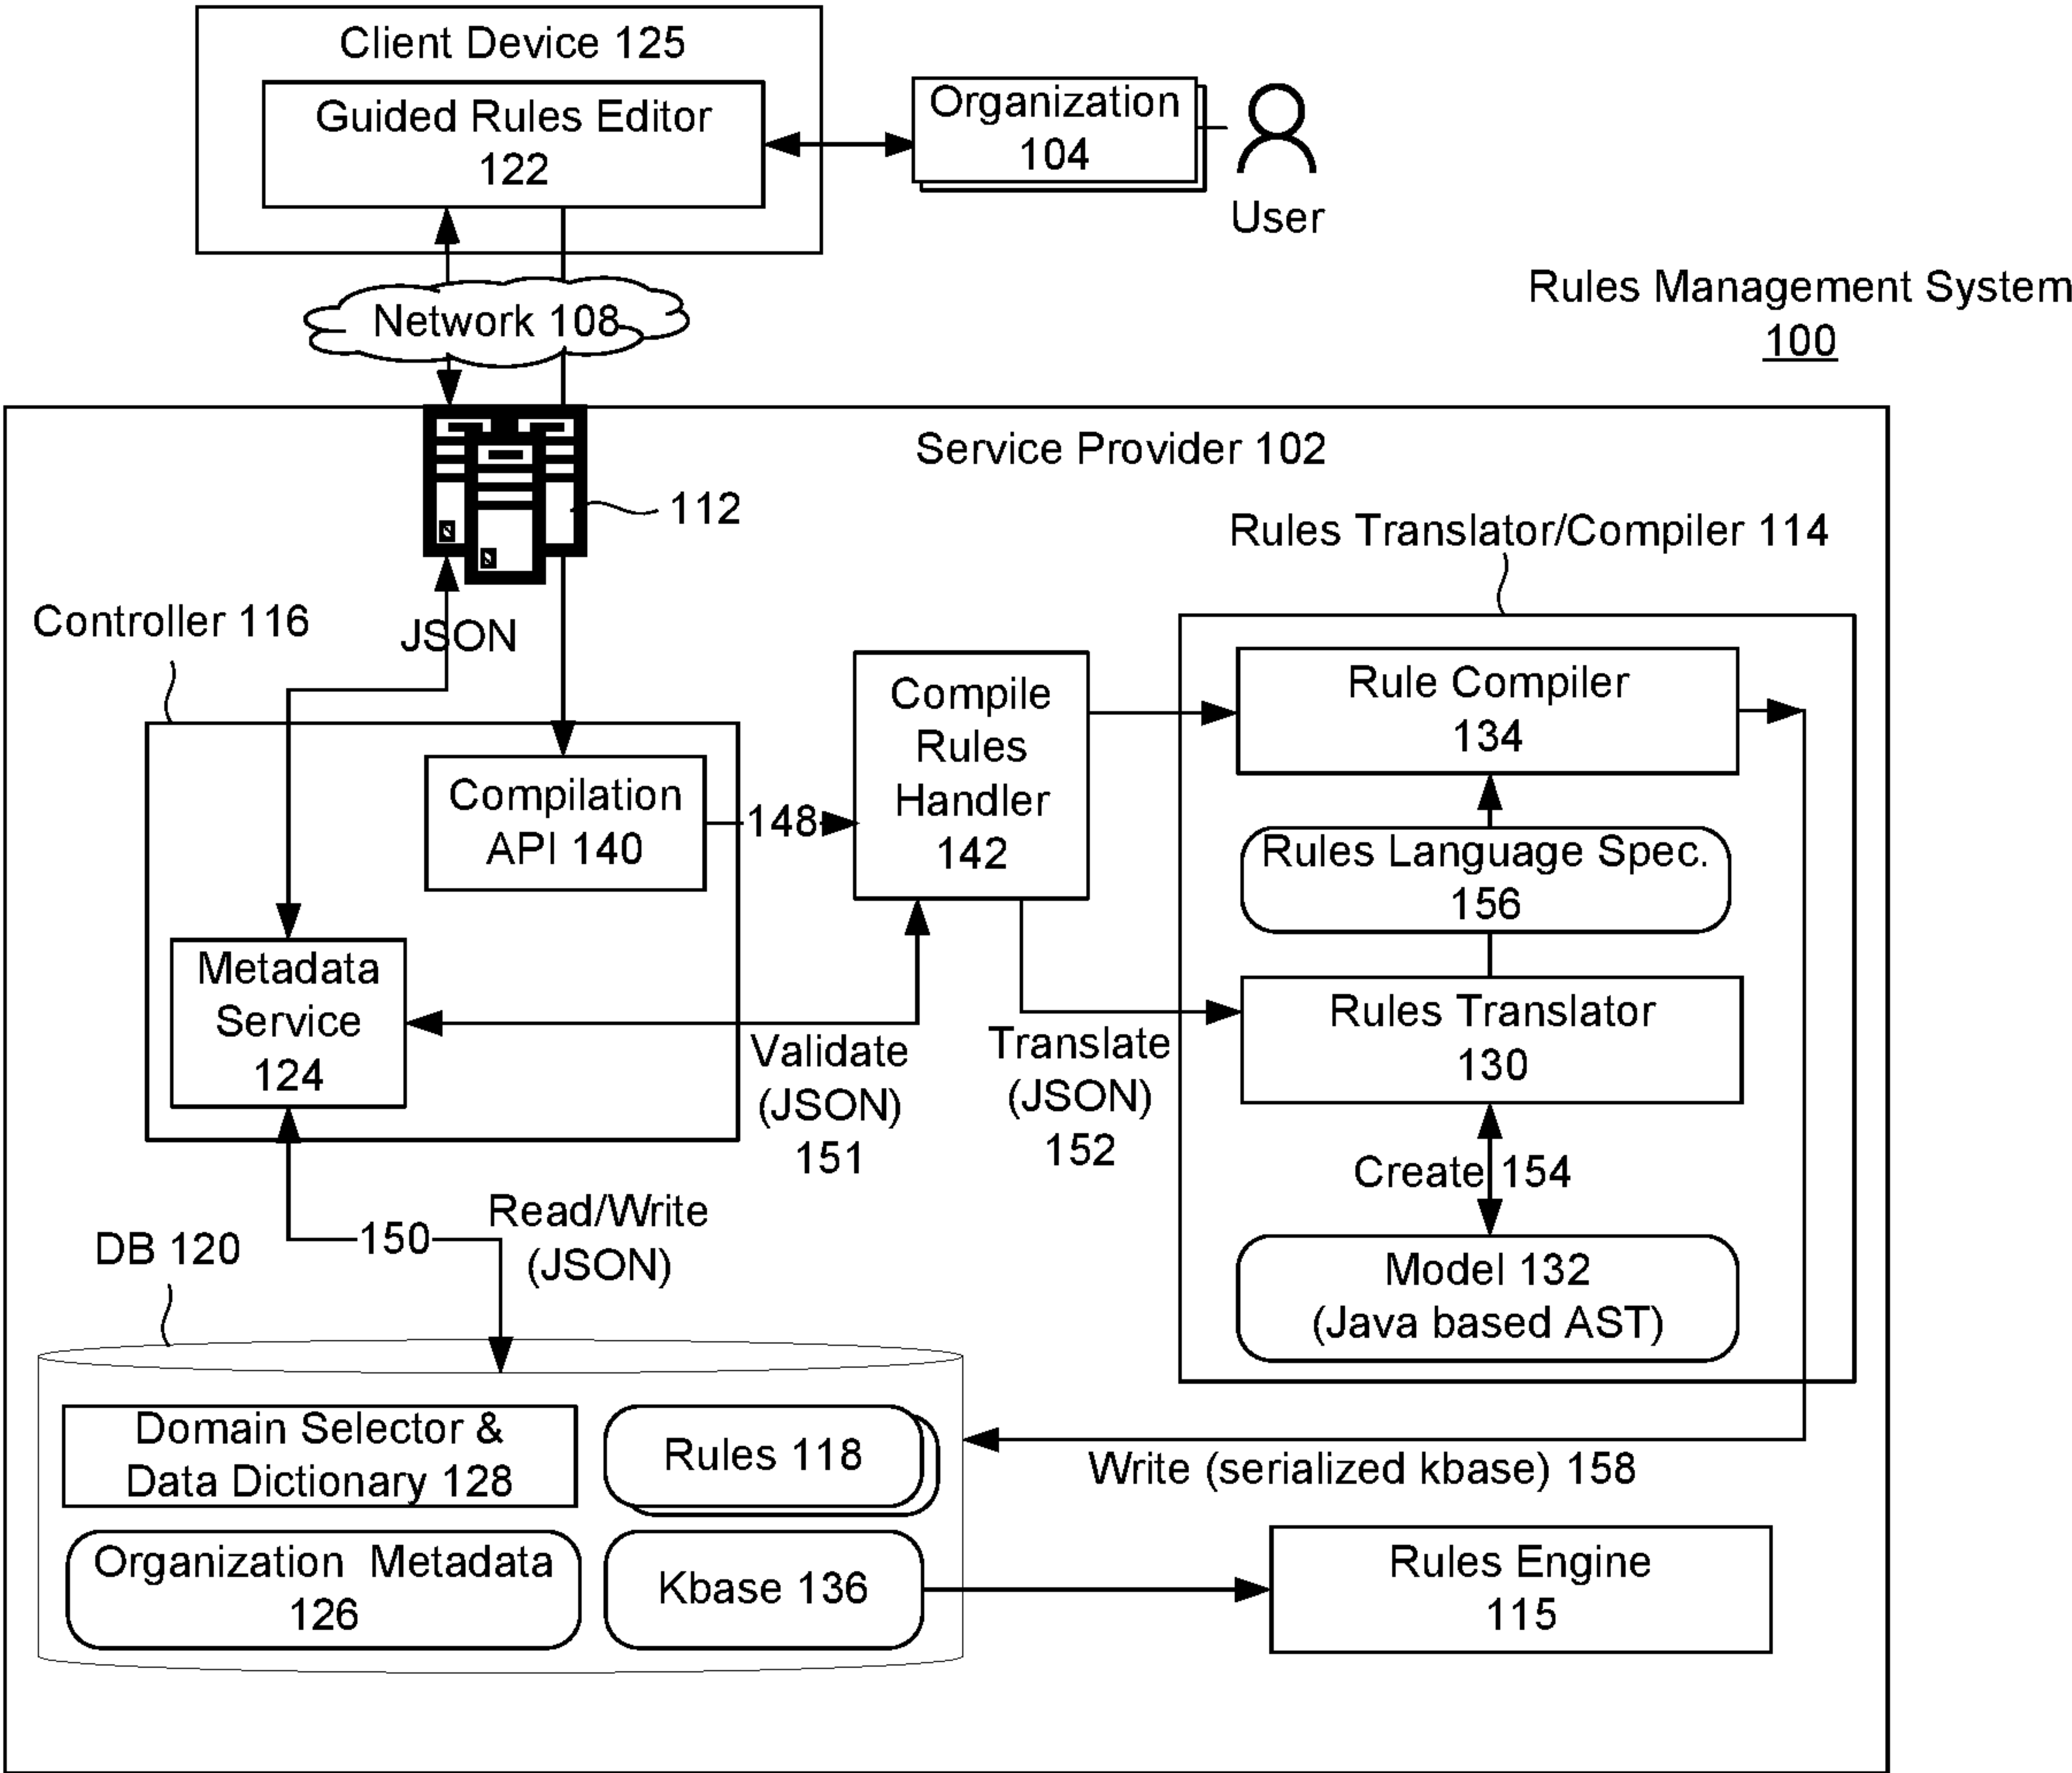 Client Device 125
Guided Rules Editor
122
Organization
104
User
Network 108
Rules Management System
100
Service Provider 102
112
Rules Translator/Compiler 114
Controller 116
JSON
Compile
Rules
Handler
142
Rule Compiler
134
Compilation
API 140
148
Rules Language Spec.
156
Metadata
Service
124
Rules Translator
130
Validate
(JSON)
151
Translate
(JSON)
152
Create 154
Read/Write
(JSON)
150
DB 120
Model 132
(Java based AST)
Domain Selector &
Data Dictionary 128
Rules 118
Write (serialized kbase) 158
Organization Metadata
126
Kbase 136
Rules Engine
115